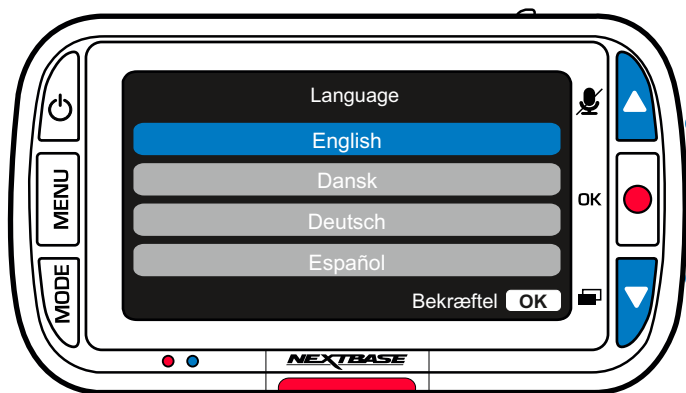 Language
English
MENU
Dansk
OK
Deutsch
Español
MODE
Bekræftel OK
NEXTBASE